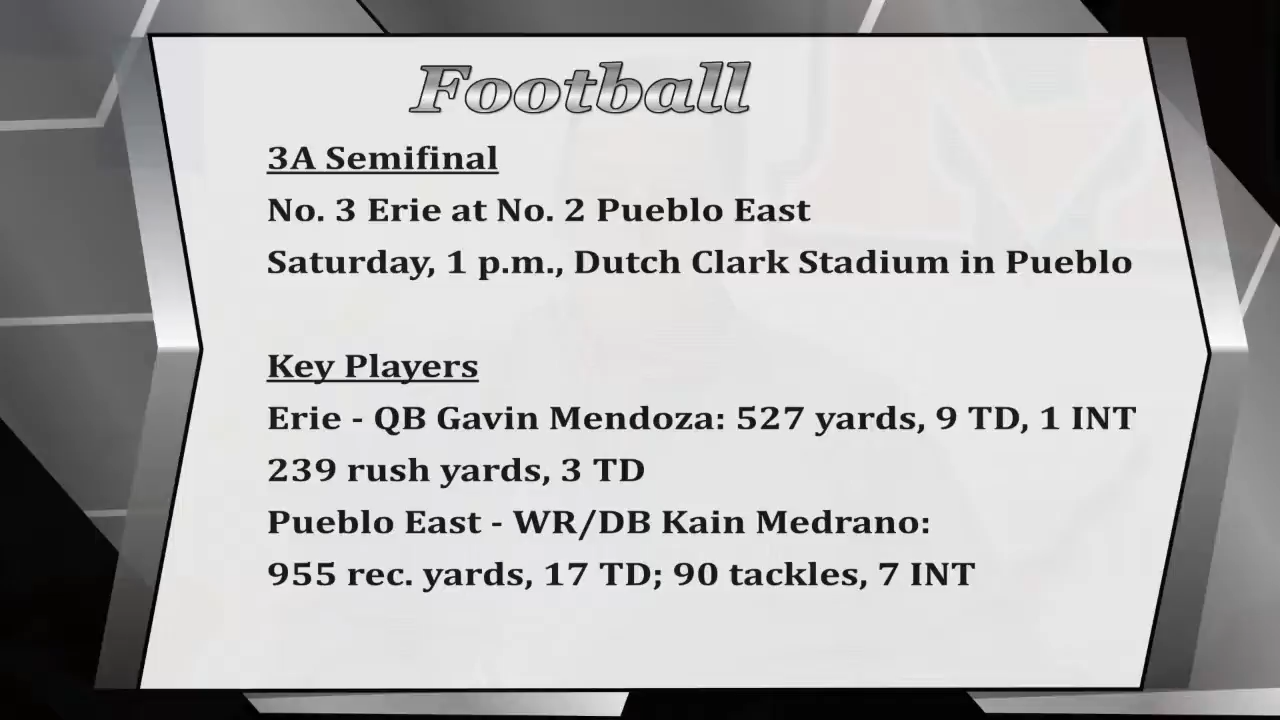 Football
3A Semifinal
No. 3 Erie at No. 2 Pueblo East
Saturday, 1 p.m., Dutch Clark Stadium in Pueblo
Key Players
Erie - QB Gavin Mendoza: 527 yards, 9 TD, 1 INT
239 rush yards, 3 TD
Pueblo East - WR/DB Kain Medrano:
955 rec. yards, 17 TD; 90 tackles, 7 INT